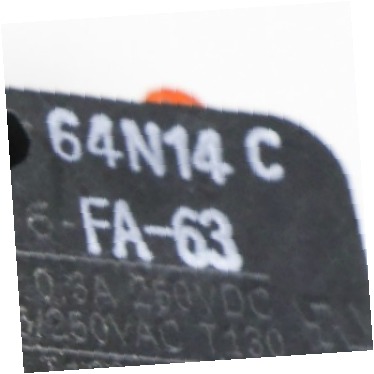 64N14 C
FA-63
0.3A 250VDC
/250VAC T130